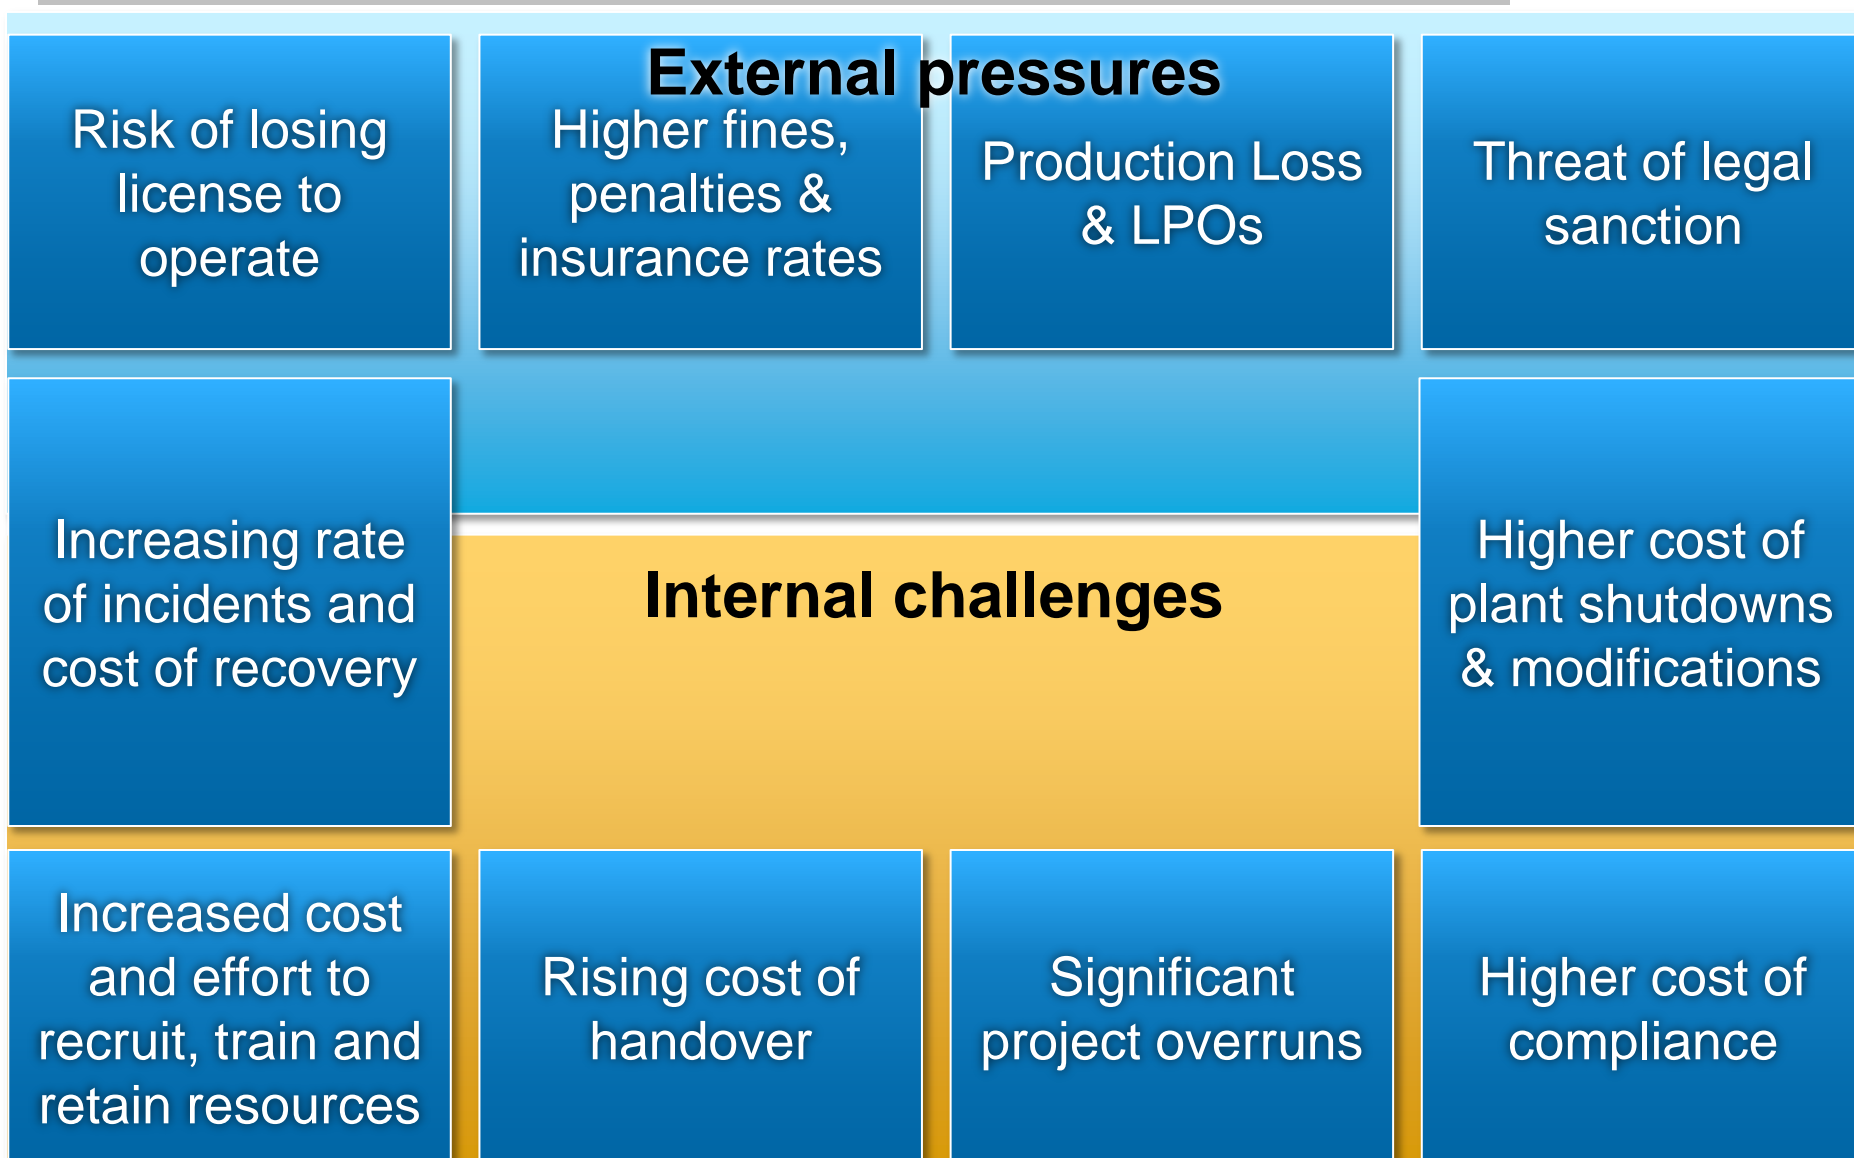 External pressures
Risk of losing
license to
operate
Higher fines,
penalties &
insurance rates
Production Loss
& LPOs
Threat of legal
sanction
Increasing rate
of incidents and
cost of recovery
Internal challenges
Higher cost of
plant shutdowns
& modifications
Increased cost
and effort to
recruit, train and
retain resources
Rising cost of
handover
Significant
project overruns
Higher cost of
compliance